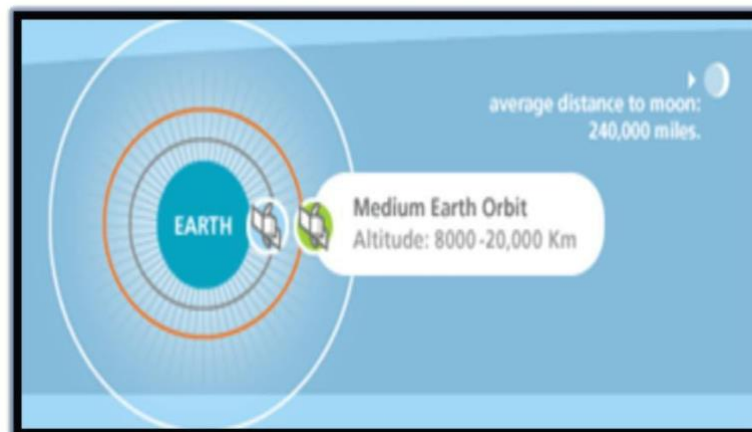 average distance to moon:
240,000 miles.
EARTH
Medium Earth Orbit
Altitude: 8000-20,000 Km